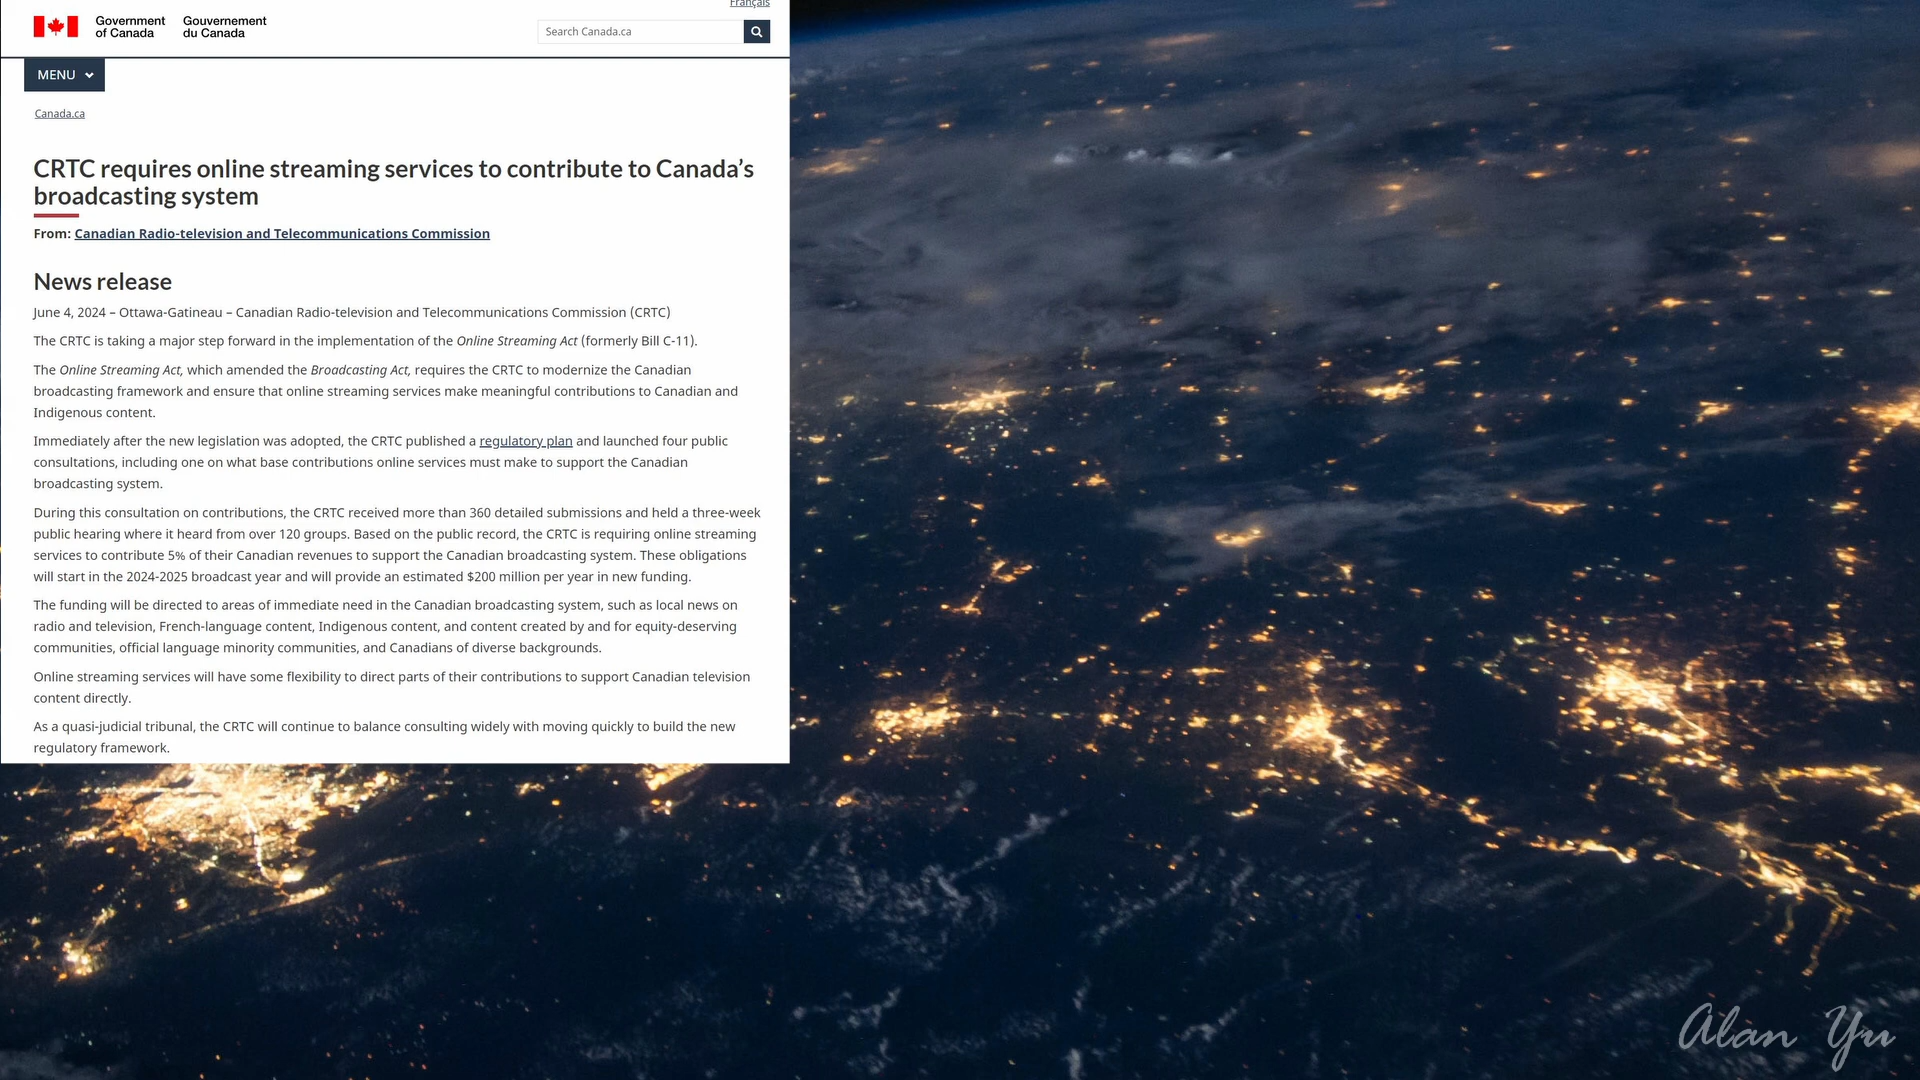 Français
Government of Canada
Gouvernement du Canada
Search Canada.ca
MENU
Canada.ca
CRTC requires online streaming services to contribute to Canada’s
broadcasting system
From: Canadian Radio-television and Telecommunications Commission
News release
June 4, 2024 – Ottawa-Gatineau – Canadian Radio-television and Telecommunications Commission (CRTC)
The CRTC is taking a major step forward in the implementation of the Online Streaming Act (formerly Bill C-11).
The Online Streaming Act, which amended the Broadcasting Act, requires the CRTC to modernize the Canadian
broadcasting framework and ensure that online streaming services make meaningful contributions to Canadian and
Indigenous content.
Immediately after the new legislation was adopted, the CRTC published a regulatory plan and launched four public
consultations, including one on what base contributions online services must make to support the Canadian
broadcasting system.
During this consultation on contributions, the CRTC received more than 360 detailed submissions and held a three-week
public hearing where it heard from over 120 groups. Based on the public record, the CRTC is requiring online streaming
services to contribute 5% of their Canadian revenues to support the Canadian broadcasting system. These obligations
will start in the 2024-2025 broadcast year and will provide an estimated $200 million per year in new funding.
The funding will be directed to areas of immediate need in the Canadian broadcasting system, such as local news on
radio and television, French-language content, Indigenous content, and content created by and for equity-deserving
communities, official language minority communities, and Canadians of diverse backgrounds.
Online streaming services will have some flexibility to direct parts of their contributions to support Canadian television
content directly.
As a quasi-judicial tribunal, the CRTC will continue to balance consulting widely with moving quickly to build the new
regulatory framework.
Alan Yu